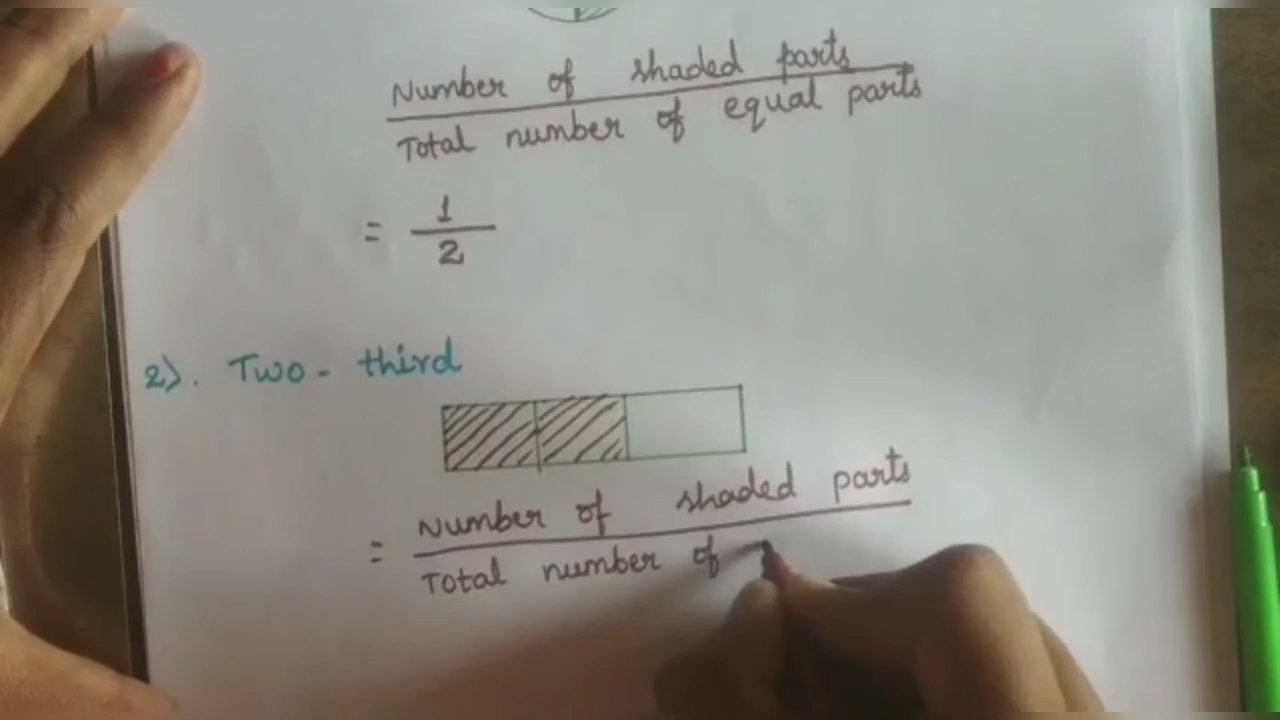 Number of shaded parts
Total number of equal parts
= 1
2
2). Two - third
= Number of shaded parts
Total number of